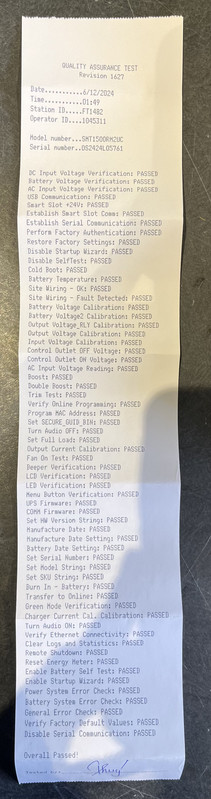 QUALITY ASSURANCE TEST
Revision 1627
Date...........6/12/2024
Time...........01:49
Station ID.....FT1482
Operator ID....1045311
Model number...SMT1500RM2UC
Serial number..OS2424L05761
DC Input Voltage Verification: PASSED
Battery Voltage Verification: PASSED
AC Input Voltage Verification: PASSED
USB Communication: PASSED
Smart Slot +24V: PASSED
Establish Smart Slot Comm: PASSED
Establish Serial Communication: PASSED
Perform Factory Authentication: PASSED
Restore Factory Settings: PASSED
Disable Startup Wizard: PASSED
Disable SelfTest: PASSED
Cold Boot: PASSED
Battery Temperature: PASSED
Site Wiring - OK: PASSED
Site Wiring - Fault Detected: PASSED
Battery Voltage Calibration: PASSED
Battery Voltage2 Calibration: PASSED
Output Voltage_RLY Calibration: PASSED
Output Voltage Calibration: PASSED
Input Voltage Calibration: PASSED
Control Outlet OFF Voltage: PASSED
Control Outlet ON Voltage: PASSED
AC Input Voltage Reading: PASSED
Boost: PASSED
Double Boost: PASSED
Trim Test: PASSED
Verify Online Programming: PASSED
Program MAC Address: PASSED
Set SECURE_GUID_BIN: PASSED
Turn Audio OFF: PASSED
Set Full Load: PASSED
Output Current Calibration: PASSED
Fan On Test: PASSED
Beeper Verification: PASSED
LCD Verification: PASSED
LED Verification: PASSED
Menu Button Verification: PASSED
UPS Firmware: PASSED
COMM Firmware: PASSED
Set HW Version String: PASSED
Manufacture Date: PASSED
Manufacture Date Setting: PASSED
Battery Date Setting: PASSED
Set Serial Number: PASSED
Set Model String: PASSED
Set SKU String: PASSED
Burn In - Battery: PASSED
Transfer to Online: PASSED
Green Mode Verification: PASSED
Charger Current Cal. Calibration: PASSED
Turn Audio ON: PASSED
Verify Ethernet Connectivity: PASSED
Clear Logs and Statistics: PASSED
Remote Shutdown: PASSED
Reset Energy Meter: PASSED
Enable Battery Self Test: PASSED
Enable Startup Wizard: PASSED
Power System Error Check: PASSED
Battery System Error Check: PASSED
General Error Check: PASSED
Verify Factory Default Values: PASSED
Disable Serial Communication: PASSED
Overall Passed!